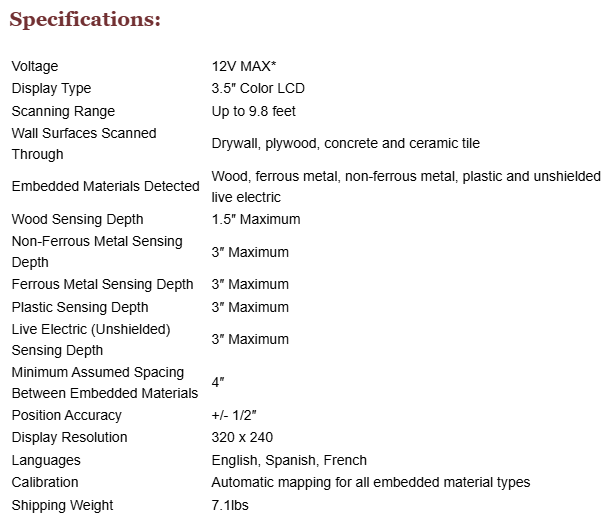 Specifications:
Voltage 12V MAX*
Display Type 3.5″ Color LCD
Scanning Range Up to 9.8 feet
Wall Surfaces Scanned
Through
Drywall, plywood, concrete and ceramic tile
Embedded Materials Detected
Wood, ferrous metal, non-ferrous metal, plastic and unshielded
live electric
Wood Sensing Depth 1.5″ Maximum
Non-Ferrous Metal Sensing
Depth
3″ Maximum
Ferrous Metal Sensing Depth 3″ Maximum
Plastic Sensing Depth 3″ Maximum
Live Electric (Unshielded)
Sensing Depth
3″ Maximum
Minimum Assumed Spacing
Between Embedded Materials
4″
Position Accuracy +/- 1/2″
Display Resolution 320 x 240
Languages English, Spanish, French
Calibration Automatic mapping for all embedded material types
Shipping Weight 7.1lbs